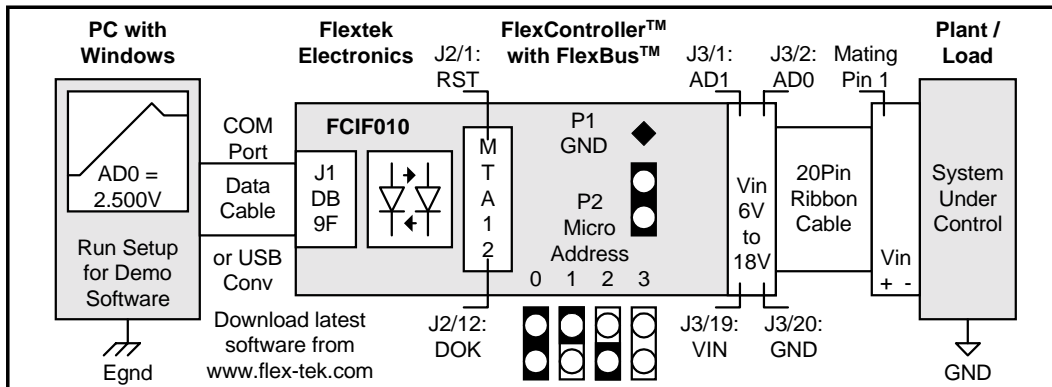 PC with
Windows
Flextek
Electronics
FlexController™
with FlexBus™
Plant /
Load
J2/1:
RST
J3/1:
AD1
J3/2:
AD0
Mating
Pin 1
AD0 =
2.500V
Run Setup
for Demo
Software
COM
Port
Data
Cable
or USB
Conv
FCIF010
J1
DB
9F
M
T
A
1
2
P1
GND
P2
Micro
Address
0 1 2 3
Vin
6V
to
18V
20Pin
Ribbon
Cable
Vin
+ -
System
Under
Control
Egnd
Download latest
software from
www.flex-tek.com
J2/12:
DOK
J3/19:
VIN
J3/20:
GND
GND